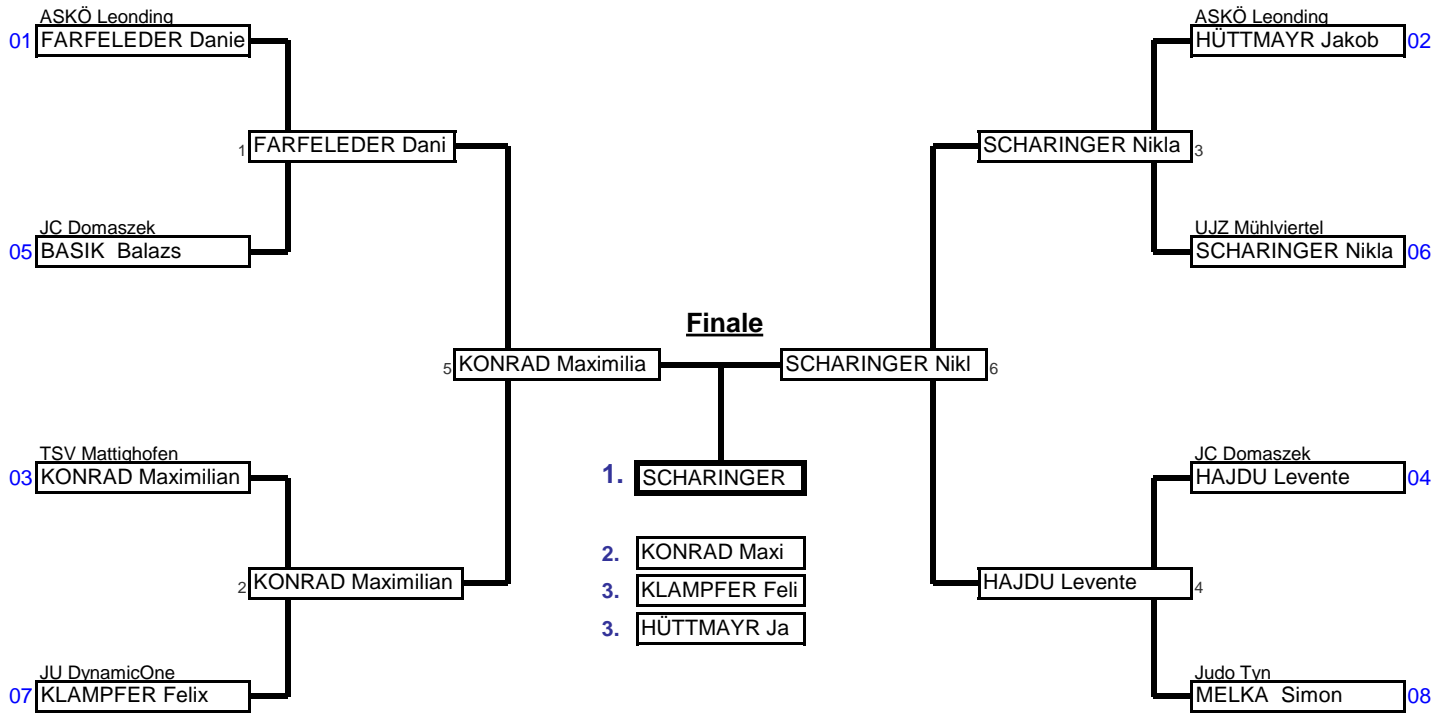 ASKÖ Leonding
01 FARFELEDER Danie
ASKÖ Leonding
HÜTTMAYR Jakob 02
1 FARFELEDER Dani
SCHARINGER Nikla 3
JC Domaszek
05 BASIK Balazs
UJZ Mühlviertel
SCHARINGER Nikla 06
Finale
5 KONRAD Maximilia
SCHARINGER Nikl 6
TSV Mattighofen
03 KONRAD Maximilian
JC Domaszek
HAJDU Levente 04
1. SCHARINGER
2. KONRAD Maxi
3. KLAMPFER Feli
3. HÜTTMAYR Ja
2 KONRAD Maximilian
HAJDU Levente 4
JU DynamicOne
07 KLAMPFER Felix
Judo Tyn
MELKA Simon 08